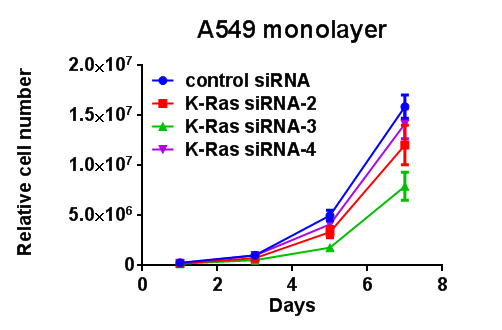 A549 monolayer
Relative cell number
2.0×10⁷
1.5×10⁷
1.0×10⁷
5.0×10⁶
0
control siRNA
K-Ras siRNA-2
K-Ras siRNA-3
K-Ras siRNA-4
0 2 4 6 8
Days